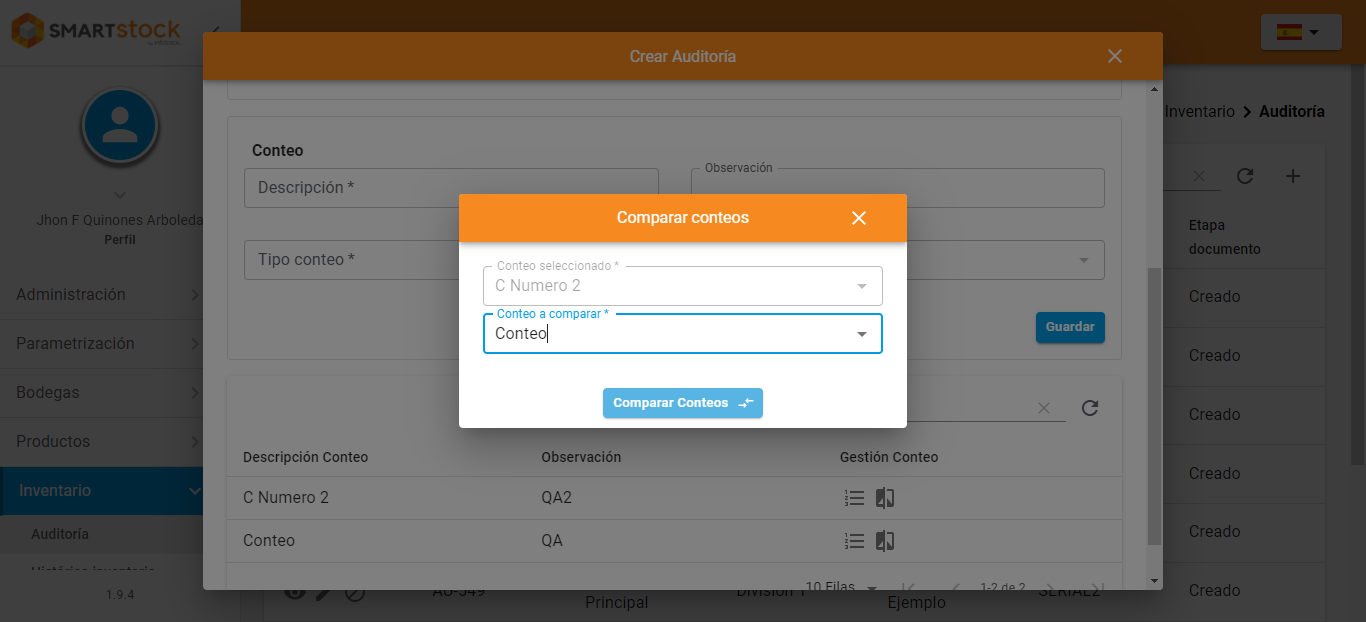 SMARTSTOCK
Crear Auditoría
Inventario > Auditoría
Conteo
Descripción *
Observación
Tipo conteo *
Guardar
Comparar conteos
Conteo seleccionado *
C Numero 2
Conteo a comparar *
Conteo
Comparar Conteos
Descripción Conteo
Observación
Gestión Conteo
C Numero 2
QA2
Conteo
QA
10 Filas
1-2 de 2
Jhon F Quinones Arboleda
Perfil
Administración
Parametrización
Bodegas
Productos
Inventario
Auditoría
Histórico inventario
1.9.4
Etapa
documento
Creado
Creado
Creado
Creado
Creado
Creado
AU-349
Principal
División 1
Ejemplo
SERIAL2